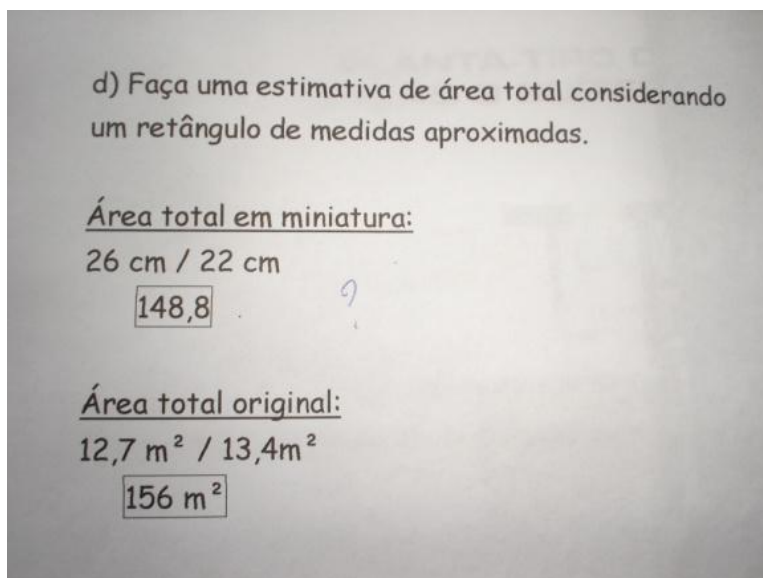 d) Faça uma estimativa de área total considerando
um retângulo de medidas aproximadas.
Área total em miniatura:
26 cm / 22 cm
148,8
?
Área total original:
12,7 m² / 13,4m²
156 m²